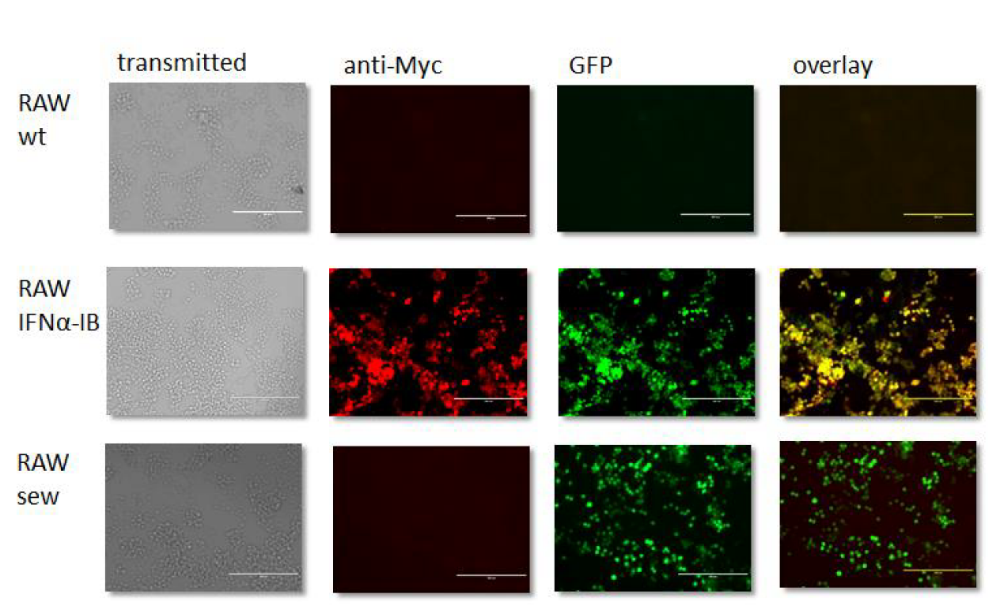 transmitted anti-Myc GFP overlay
RAW
wt
RAW
IFNα-IB
RAW
sew